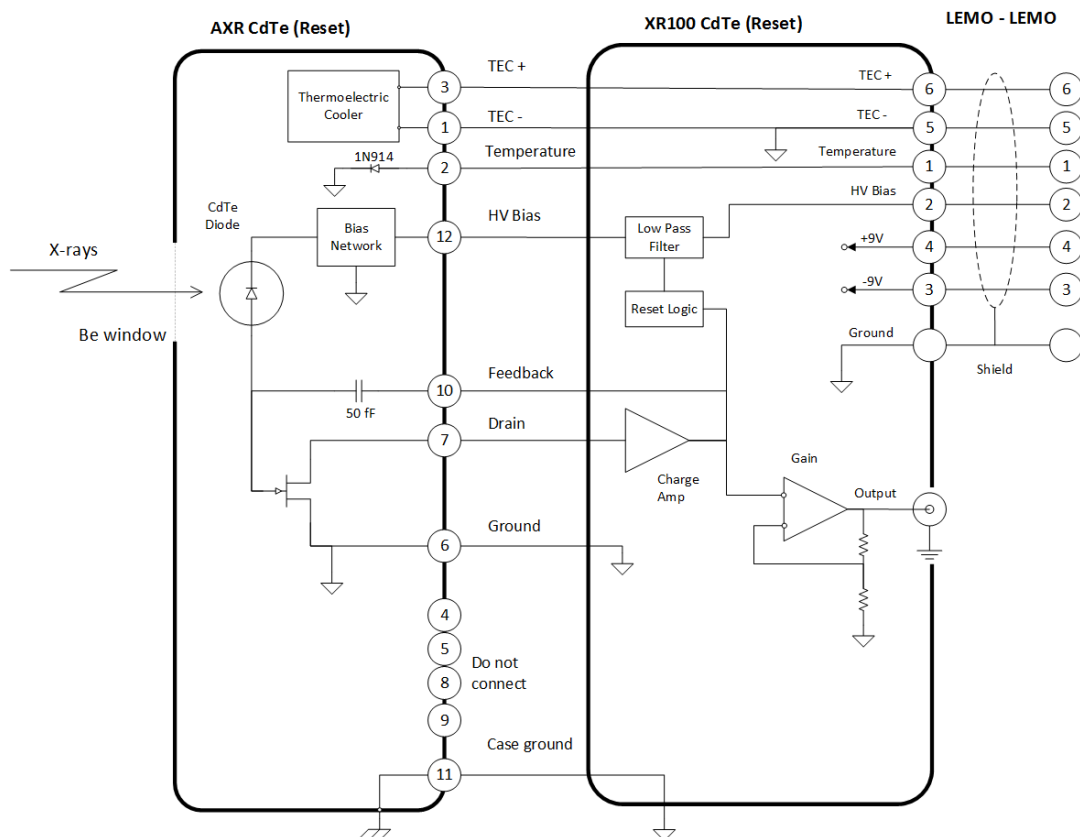 AXR CdTe (Reset)
XR100 CdTe (Reset)
LEMO - LEMO
Thermoelectric
Cooler
3
TEC +
TEC +
6
6
1
TEC -
TEC -
5
5
1N914
2
Temperature
Temperature
1
1
CdTe
Diode
Bias
Network
12
HV Bias
Low Pass
Filter
HV Bias
2
2
X-rays
+9V
4
4
Reset Logic
-9V
3
3
Be window
Ground
Shield
50 fF
10
Feedback
7
Drain
Charge
Amp
Gain
Output
6
Ground
4
5
8
9
Do not
connect
11
Case ground